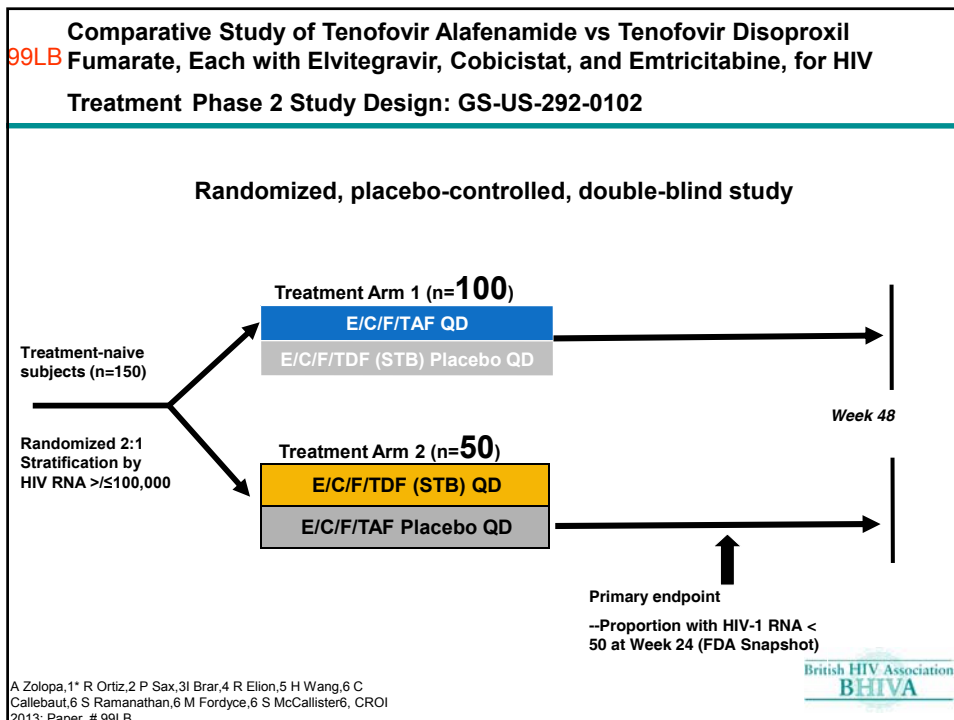 Comparative Study of Tenofovir Alafenamide vs Tenofovir Disoproxil
99LB Fumarate, Each with Elvitegravir, Cobicistat, and Emtricitabine, for HIV
Treatment Phase 2 Study Design: GS-US-292-0102
Randomized, placebo-controlled, double-blind study
Treatment Arm 1 (n=100)
E/C/F/TAF QD
E/C/F/TDF (STB) Placebo QD
Treatment-naive
subjects (n=150)
Week 48
Randomized 2:1
Stratification by
HIV RNA >/≤100,000
Treatment Arm 2 (n=50)
E/C/F/TDF (STB) QD
E/C/F/TAF Placebo QD
Primary endpoint
--Proportion with HIV-1 RNA <
50 at Week 24 (FDA Snapshot)
A Zolopa,1* R Ortiz,2 P Sax,3I Brar,4 R Elion,5 H Wang,6 C
Callebaut,6 S Ramanathan,6 M Fordyce,6 S McCallister6, CROI
2013; Paper # 99LB
British HIV Association
BHIVA